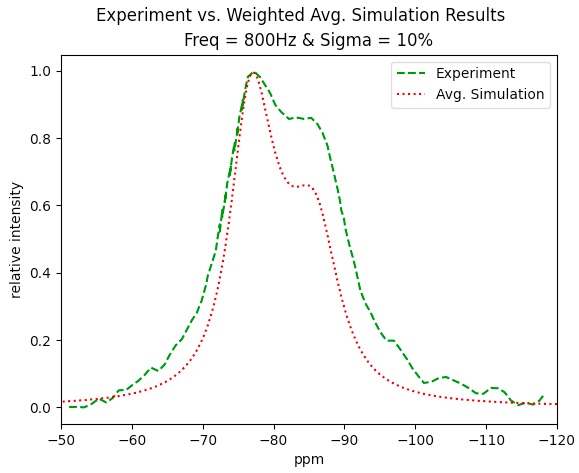 Experiment vs. Weighted Avg. Simulation Results
Freq = 800Hz & Sigma = 10%
Experiment
Avg. Simulation
relative intensity
1.0
0.8
0.6
0.4
0.2
0.0
−50 −60 −70 −80 −90 −100 −110 −120
ppm